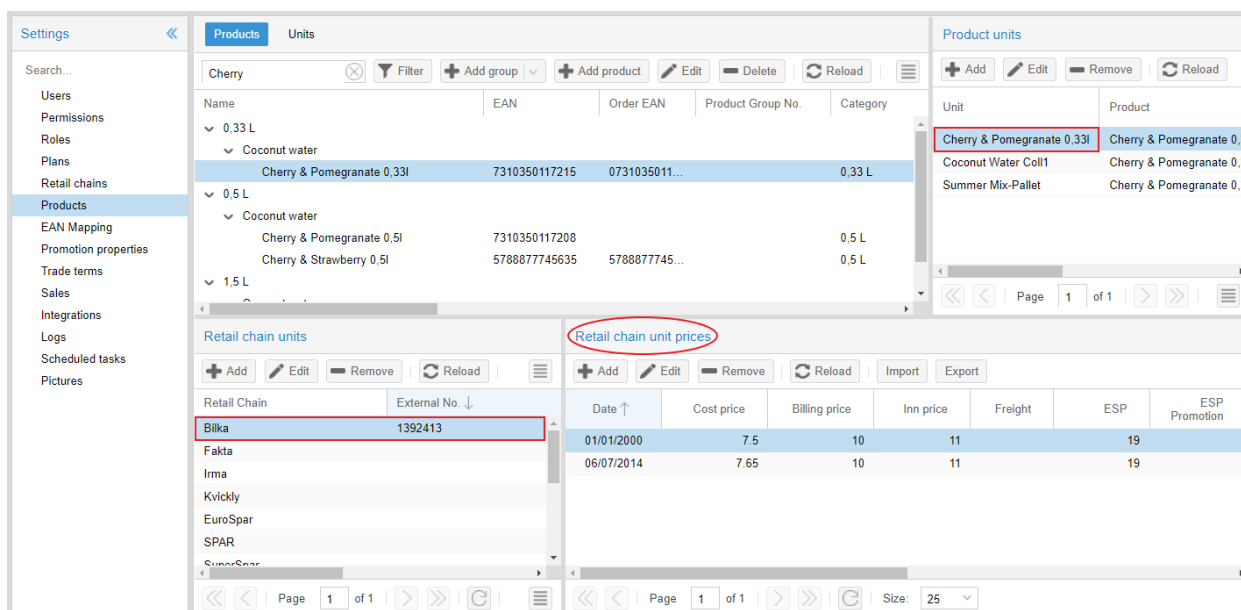 Settings
Search...
Users
Permissions
Roles
Plans
Retail chains
Products
EAN Mapping
Promotion properties
Trade terms
Sales
Integrations
Logs
Scheduled tasks
Pictures
Products Units
Cherry Filter Add group Add product Edit Delete Reload
Name EAN Order EAN Product Group No. Category
0,33 L
Coconut water
Cherry & Pomegranate 0,33l 7310350117215 0731035011... 0,33 L
0,5 L
Coconut water
Cherry & Pomegranate 0,5l 7310350117208 0,5 L
Cherry & Strawberry 0,5l 5788877745635 5788877745... 0,5 L
1,5 L
Product units
Add Edit Remove Reload
Unit Product
Cherry & Pomegranate 0,33l Cherry & Pomegranate 0,
Coconut Water Coll1 Cherry & Pomegranate 0,
Summer Mix-Pallet Cherry & Pomegranate 0,
Page 1 of 1
Retail chain units
Add Edit Remove Reload
Retail Chain External No.
Bilka 1392413
Fakta
Irma
Kvickly
EuroSpar
SPAR
SuperSpar
Page 1 of 1
Retail chain unit prices
Add Edit Remove Reload Import Export
Date Cost price Billing price Inn price Freight ESP ESP Promotion
01/01/2000 7.5 10 11 19
06/07/2014 7.65 10 11 19
Page 1 of 1 Size: 25